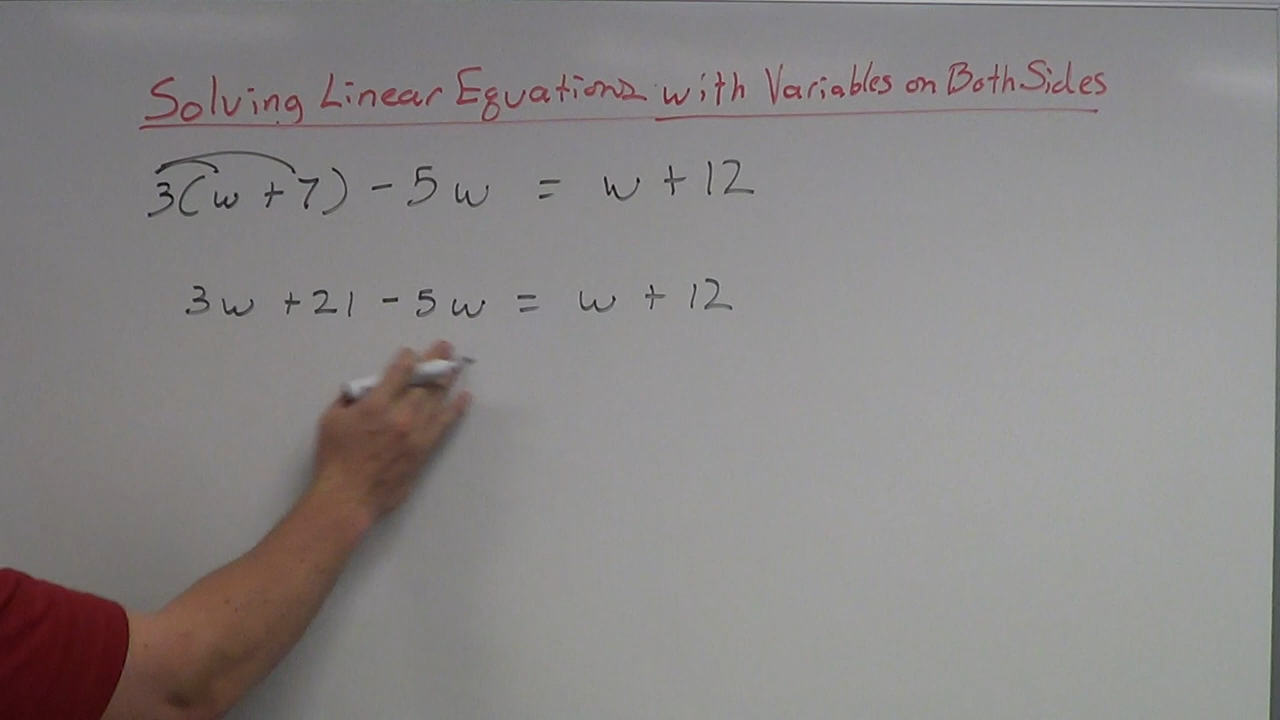 Solving Linear Equations with Variables on Both Sides
3(w + 7) - 5w = w + 12
3w + 21 - 5w = w + 12